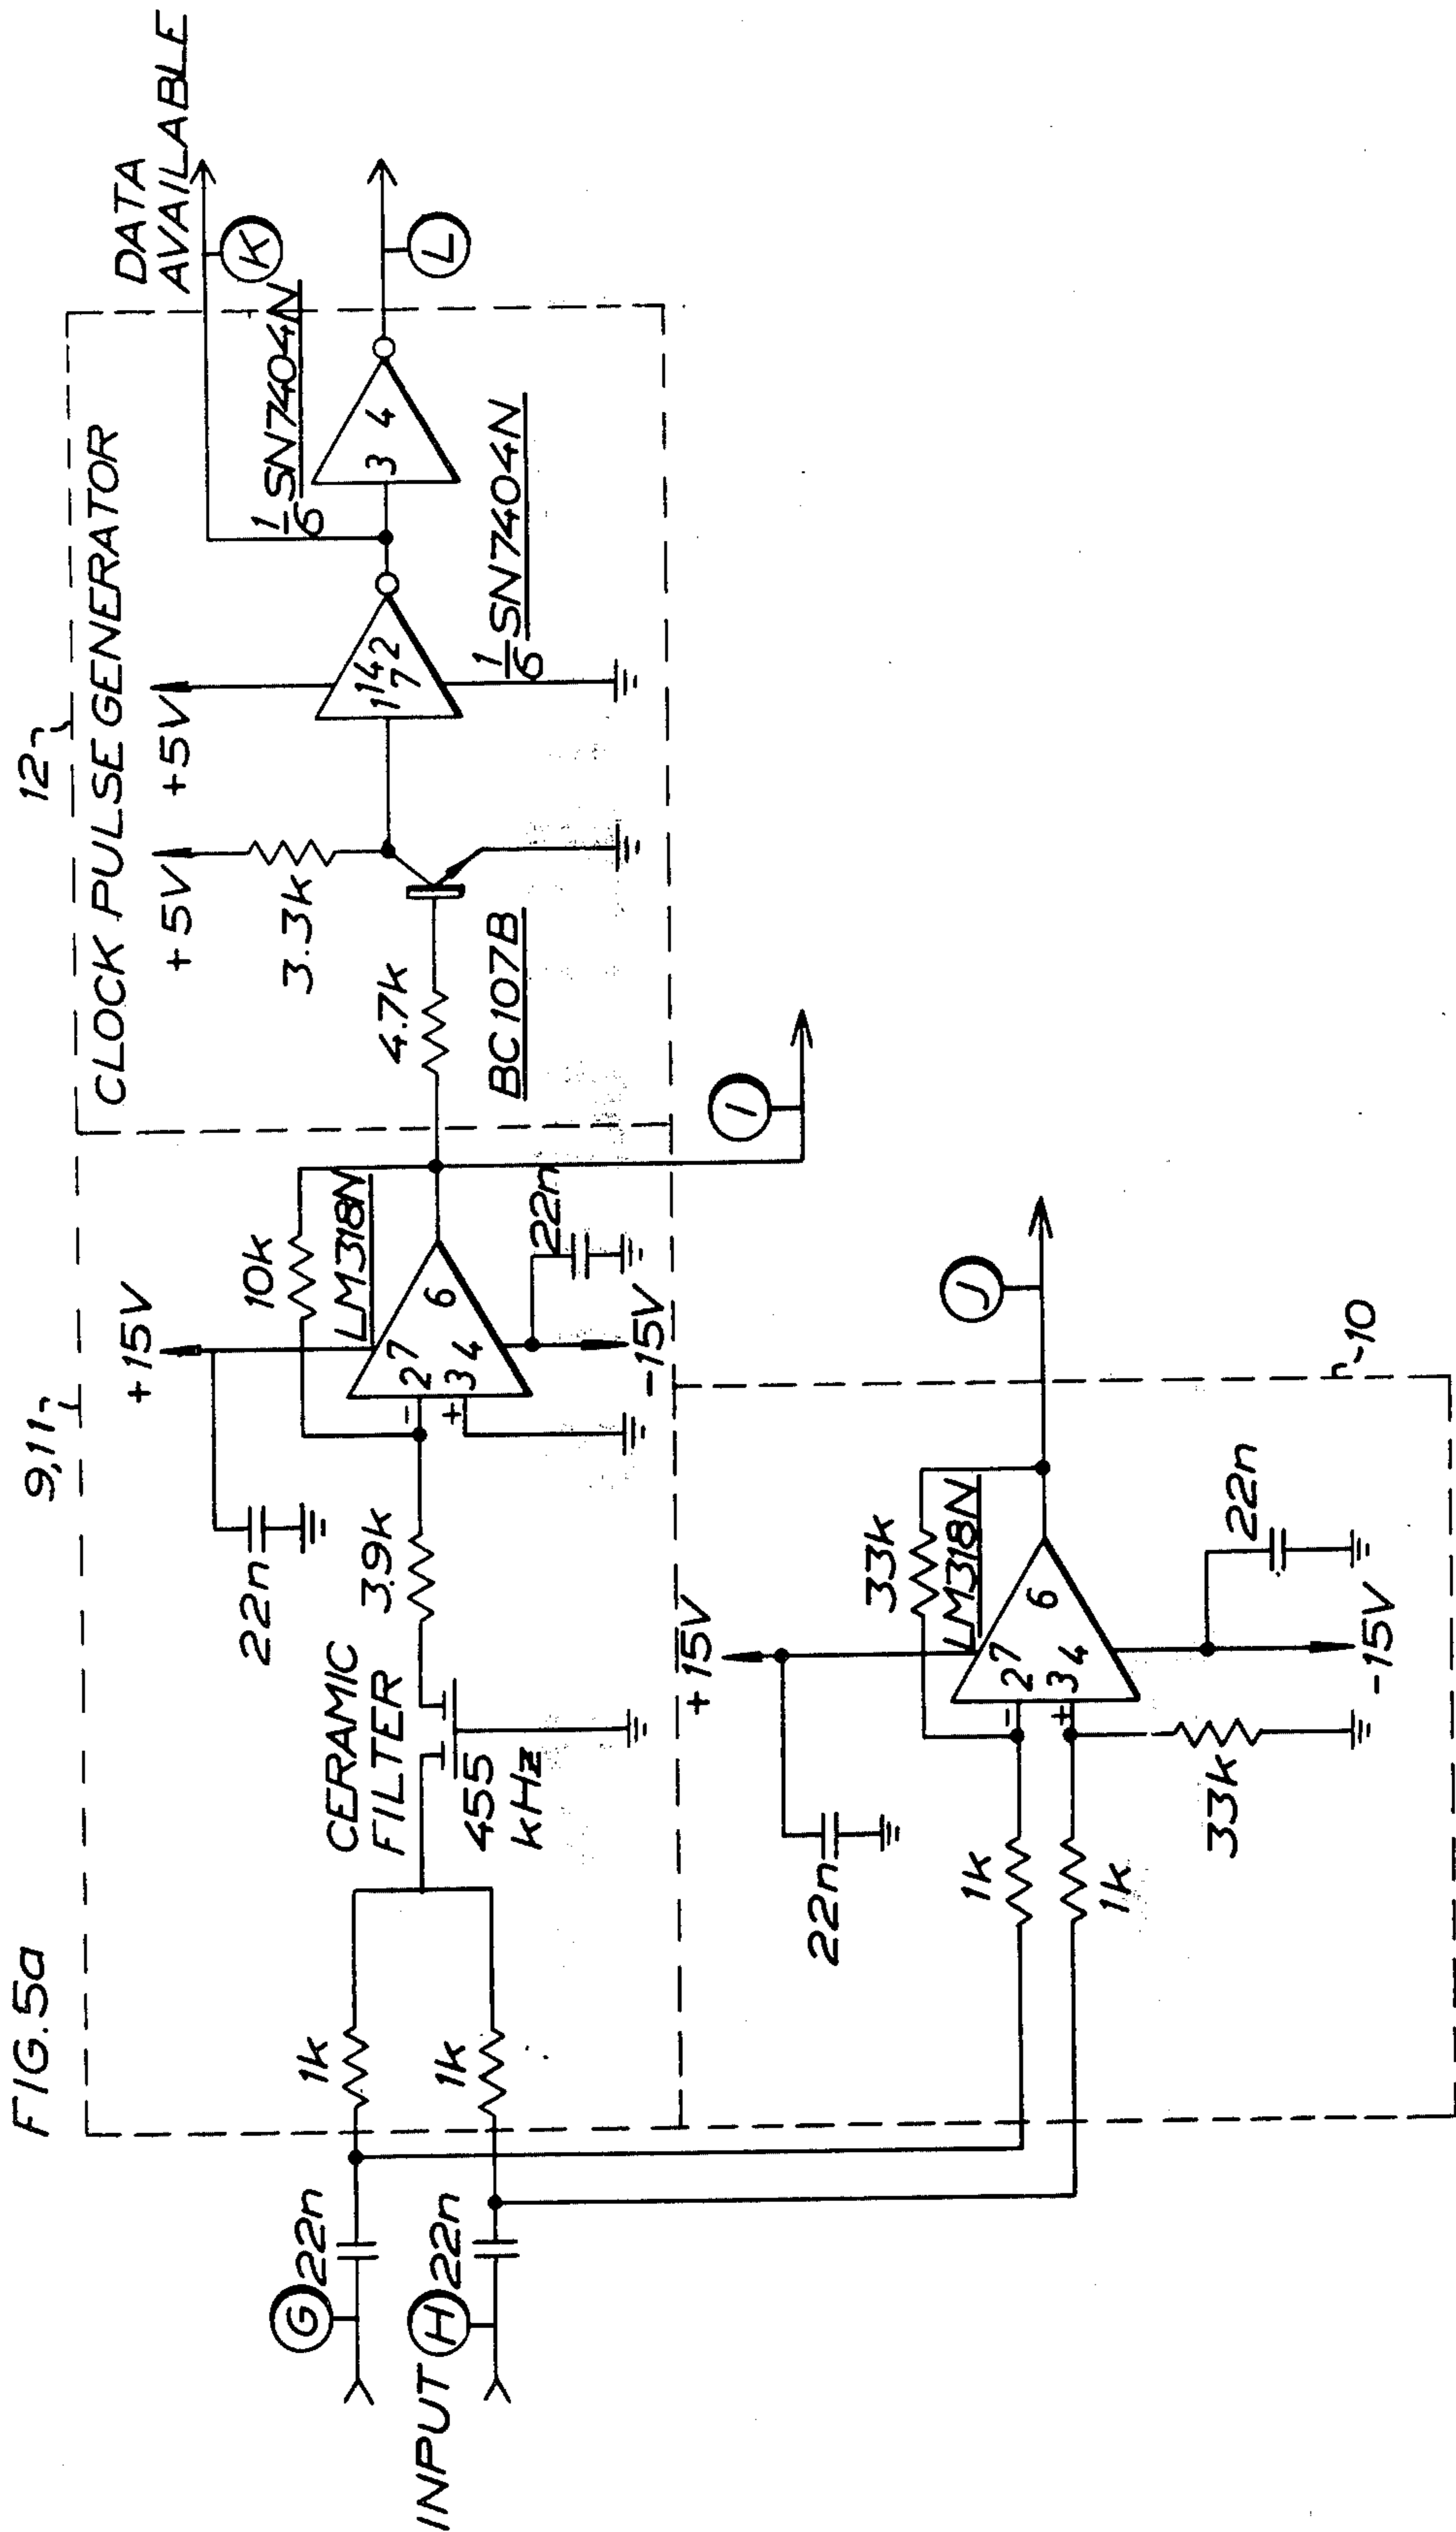 FIG. 5a
9,11
12
CLOCK PULSE GENERATOR
DATA
AVAILABLE
+15V
+5V
+5V
K
1/6 SN7404N
22n
10k
LM318N
3.3k
1 14 2
7
3 4
L
G 22n
1k
CERAMIC
FILTER
455
kHz
3.9k
- 2 7
+ 3 4
6
4.7k
BC107B
1/6 SN7404N
INPUT H 22n
1k
22n
-15V
I
+15V
33k
LM318N
J
22n
1k
1k
- 2 7
+ 3 4
6
33k
22n
-15V
10